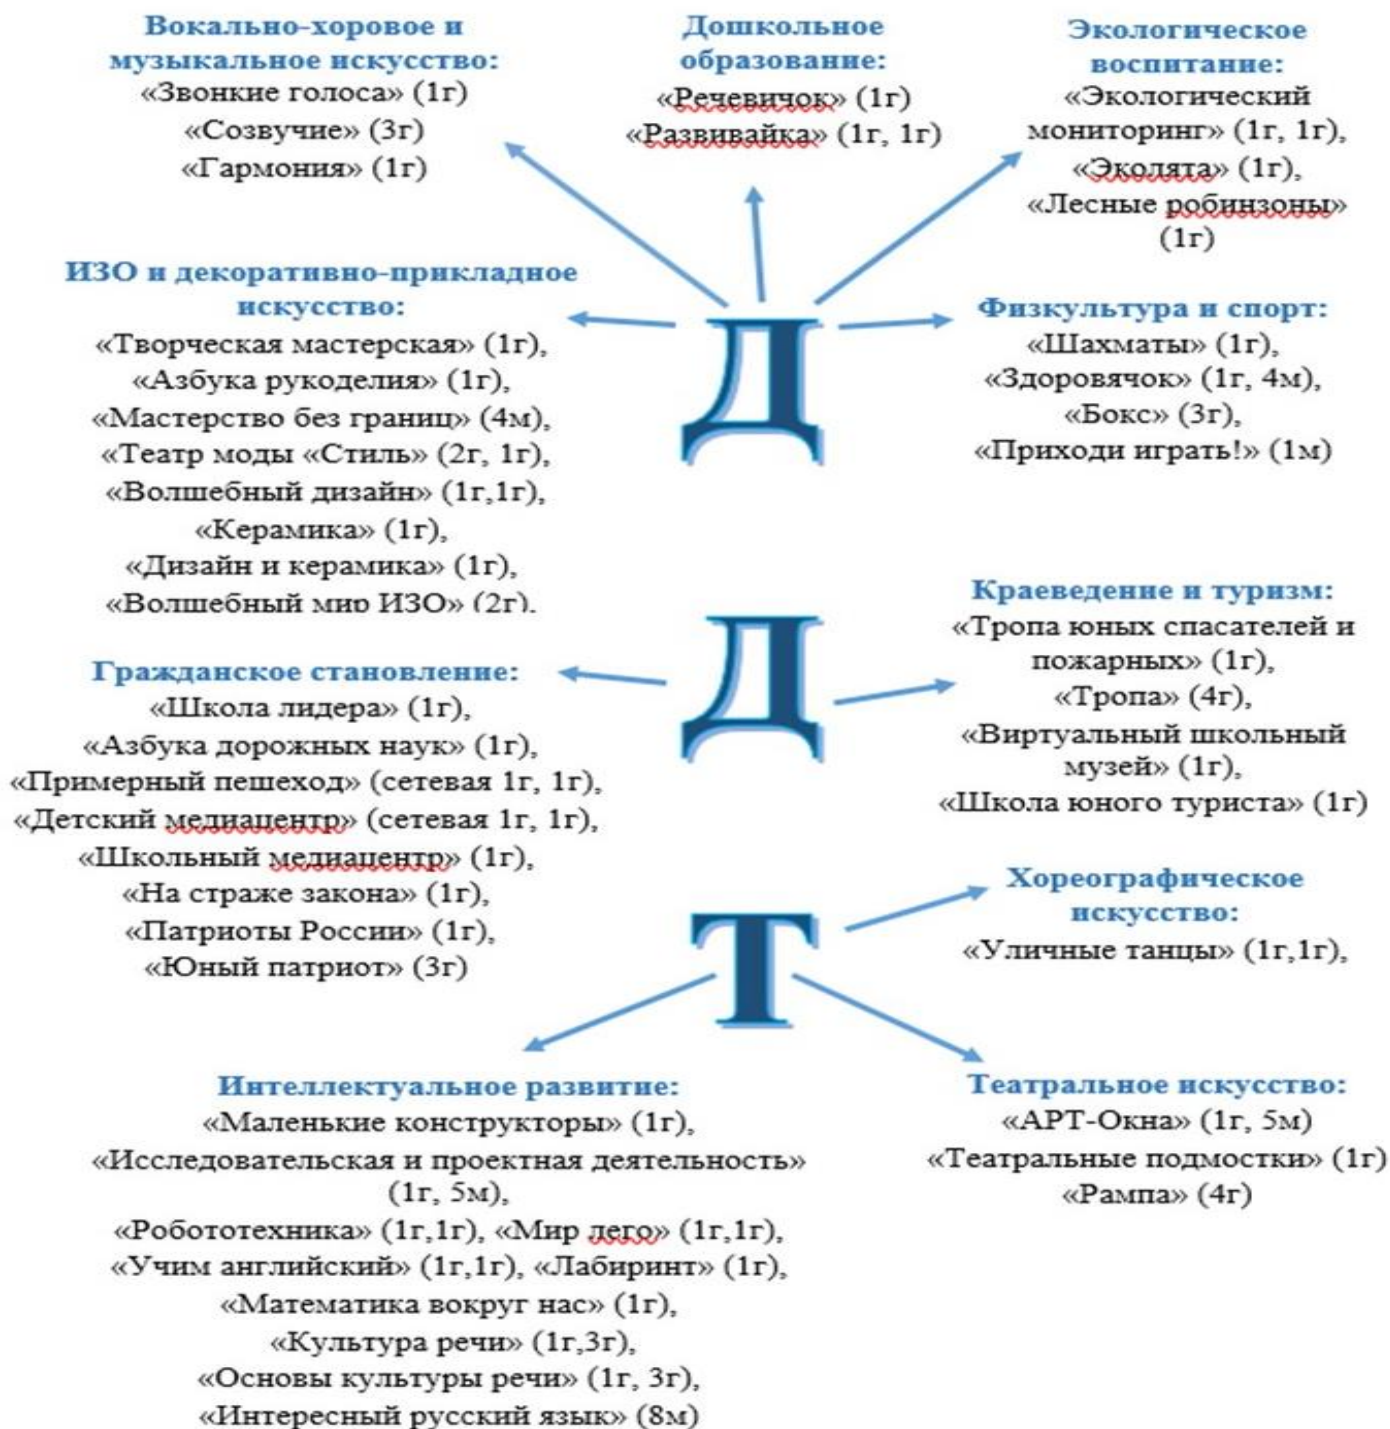 Вокально-хоровое и
музыкальное искусство:
«Звонкие голоса» (1г)
«Созвучие» (3г)
«Гармония» (1г)
Дошкольное
образование:
«Речевичок» (1г)
«Развивайка» (1г, 1г)
Экологическое
воспитание:
«Экологический
мониторинг» (1г, 1г),
«Эколята» (1г),
«Лесные робинзоны»
(1г)
ИЗО и декоративно-прикладное
искусство:
«Творческая мастерская» (1г),
«Азбука рукоделия» (1г),
«Мастерство без границ» (4м),
«Театр моды «Стиль» (2г, 1г),
«Волшебный дизайн» (1г,1г),
«Керамика» (1г),
«Дизайн и керамика» (1г),
«Волшебный мир ИЗО» (2г).
Д
Физкультура и спорт:
«Шахматы» (1г),
«Здоровячок» (1г, 4м),
«Бокс» (3г),
«Приходи играть!» (1м)
Гражданское становление:
«Школа лидера» (1г),
«Азбука дорожных наук» (1г),
«Примерный пешеход» (сетевая 1г, 1г),
«Детский медиацентр» (сетевая 1г, 1г),
«Школьный медиацентр» (1г),
«На страже закона» (1г),
«Патриоты России» (1г),
«Юный патриот» (3г)
Д
Краеведение и туризм:
«Тропа юных спасателей и
пожарных» (1г),
«Тропа» (4г),
«Виртуальный школьный
музей» (1г),
«Школа юного туриста» (1г)
Т
Хореографическое
искусство:
«Уличные танцы» (1г,1г),
Интеллектуальное развитие:
«Маленькие конструкторы» (1г),
«Исследовательская и проектная деятельность»
(1г, 5м),
«Робототехника» (1г,1г), «Мир лего» (1г,1г),
«Учим английский» (1г,1г), «Лабиринт» (1г),
«Математика вокруг нас» (1г),
«Культура речи» (1г,3г),
«Основы культуры речи» (1г, 3г),
«Интересный русский язык» (8м)
Театральное искусство:
«АРТ-Окна» (1г, 5м)
«Театральные подмостки» (1г)
«Рампа» (4г)